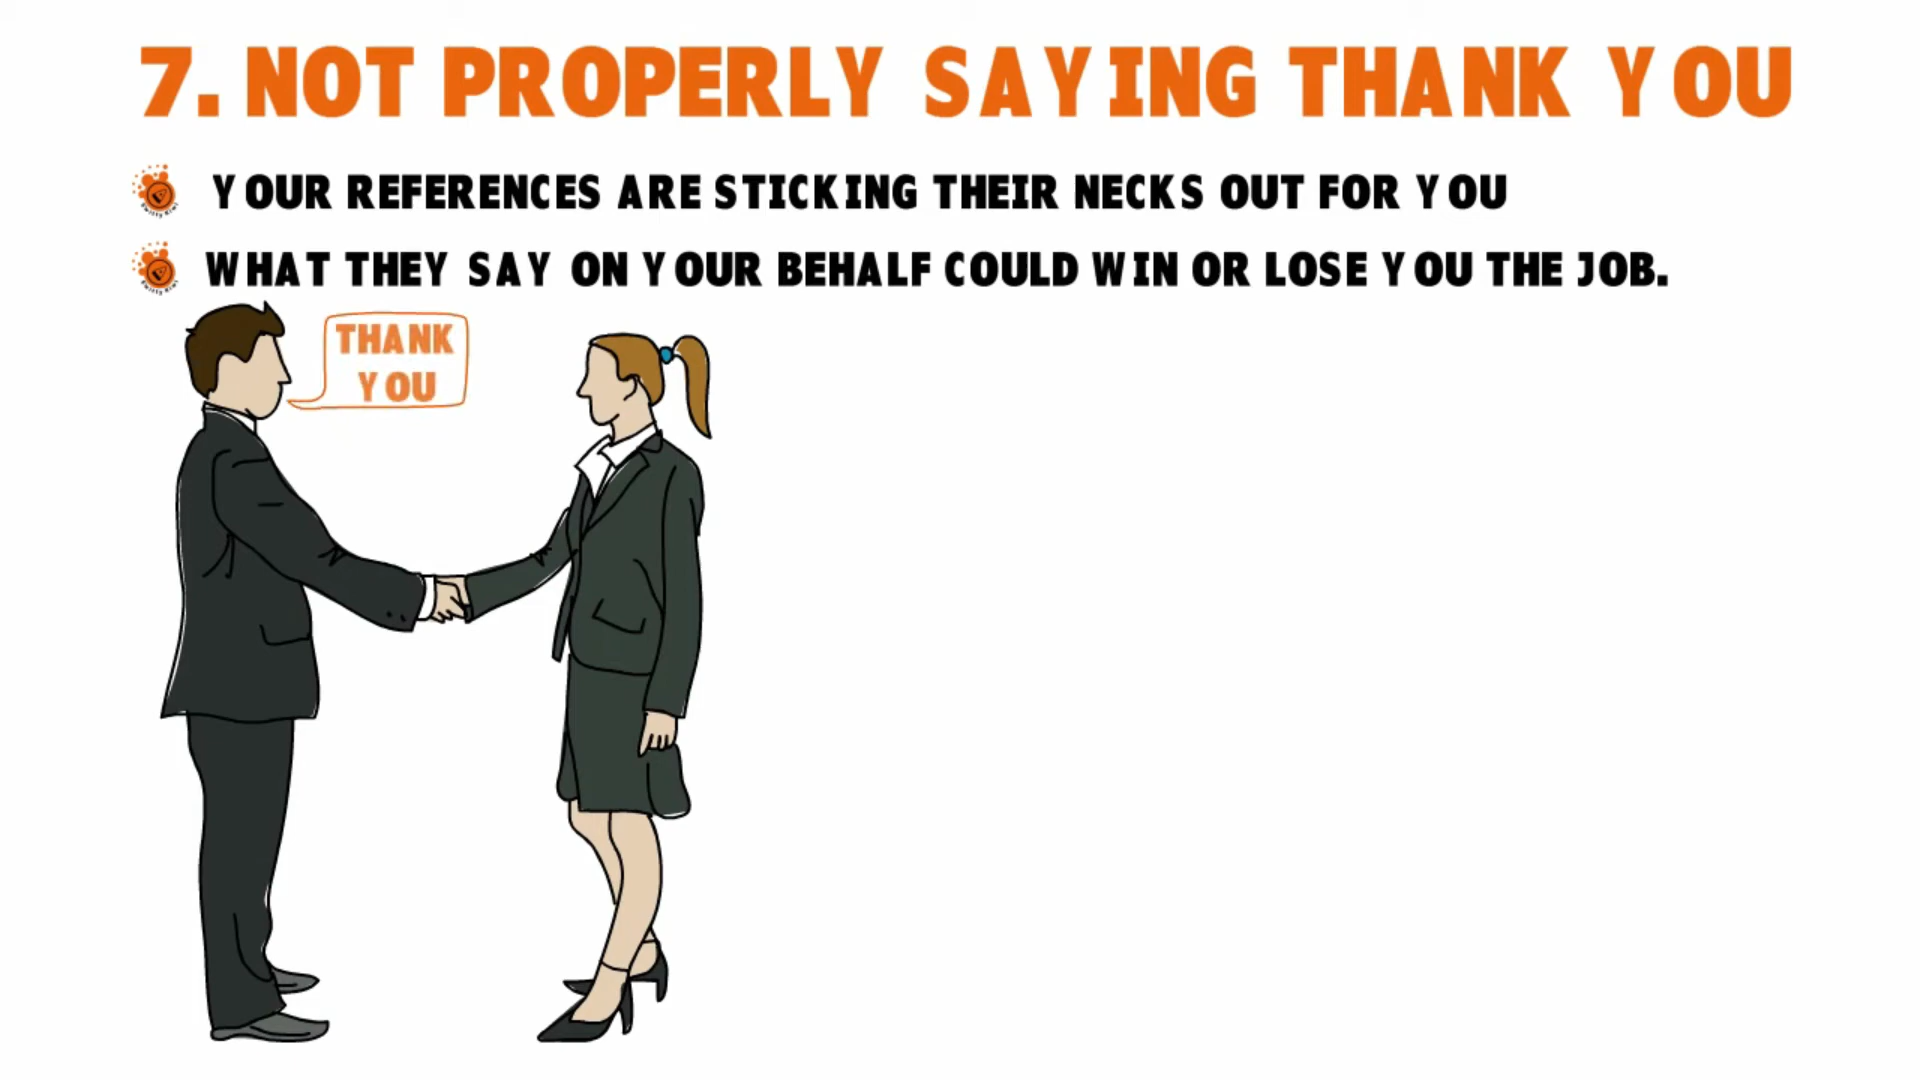 7. NOT PROPERLY SAYING THANK YOU
YOUR REFERENCES ARE STICKING THEIR NECKS OUT FOR YOU
WHAT THEY SAY ON YOUR BEHALF COULD WIN OR LOSE YOU THE JOB.
THANK
YOU